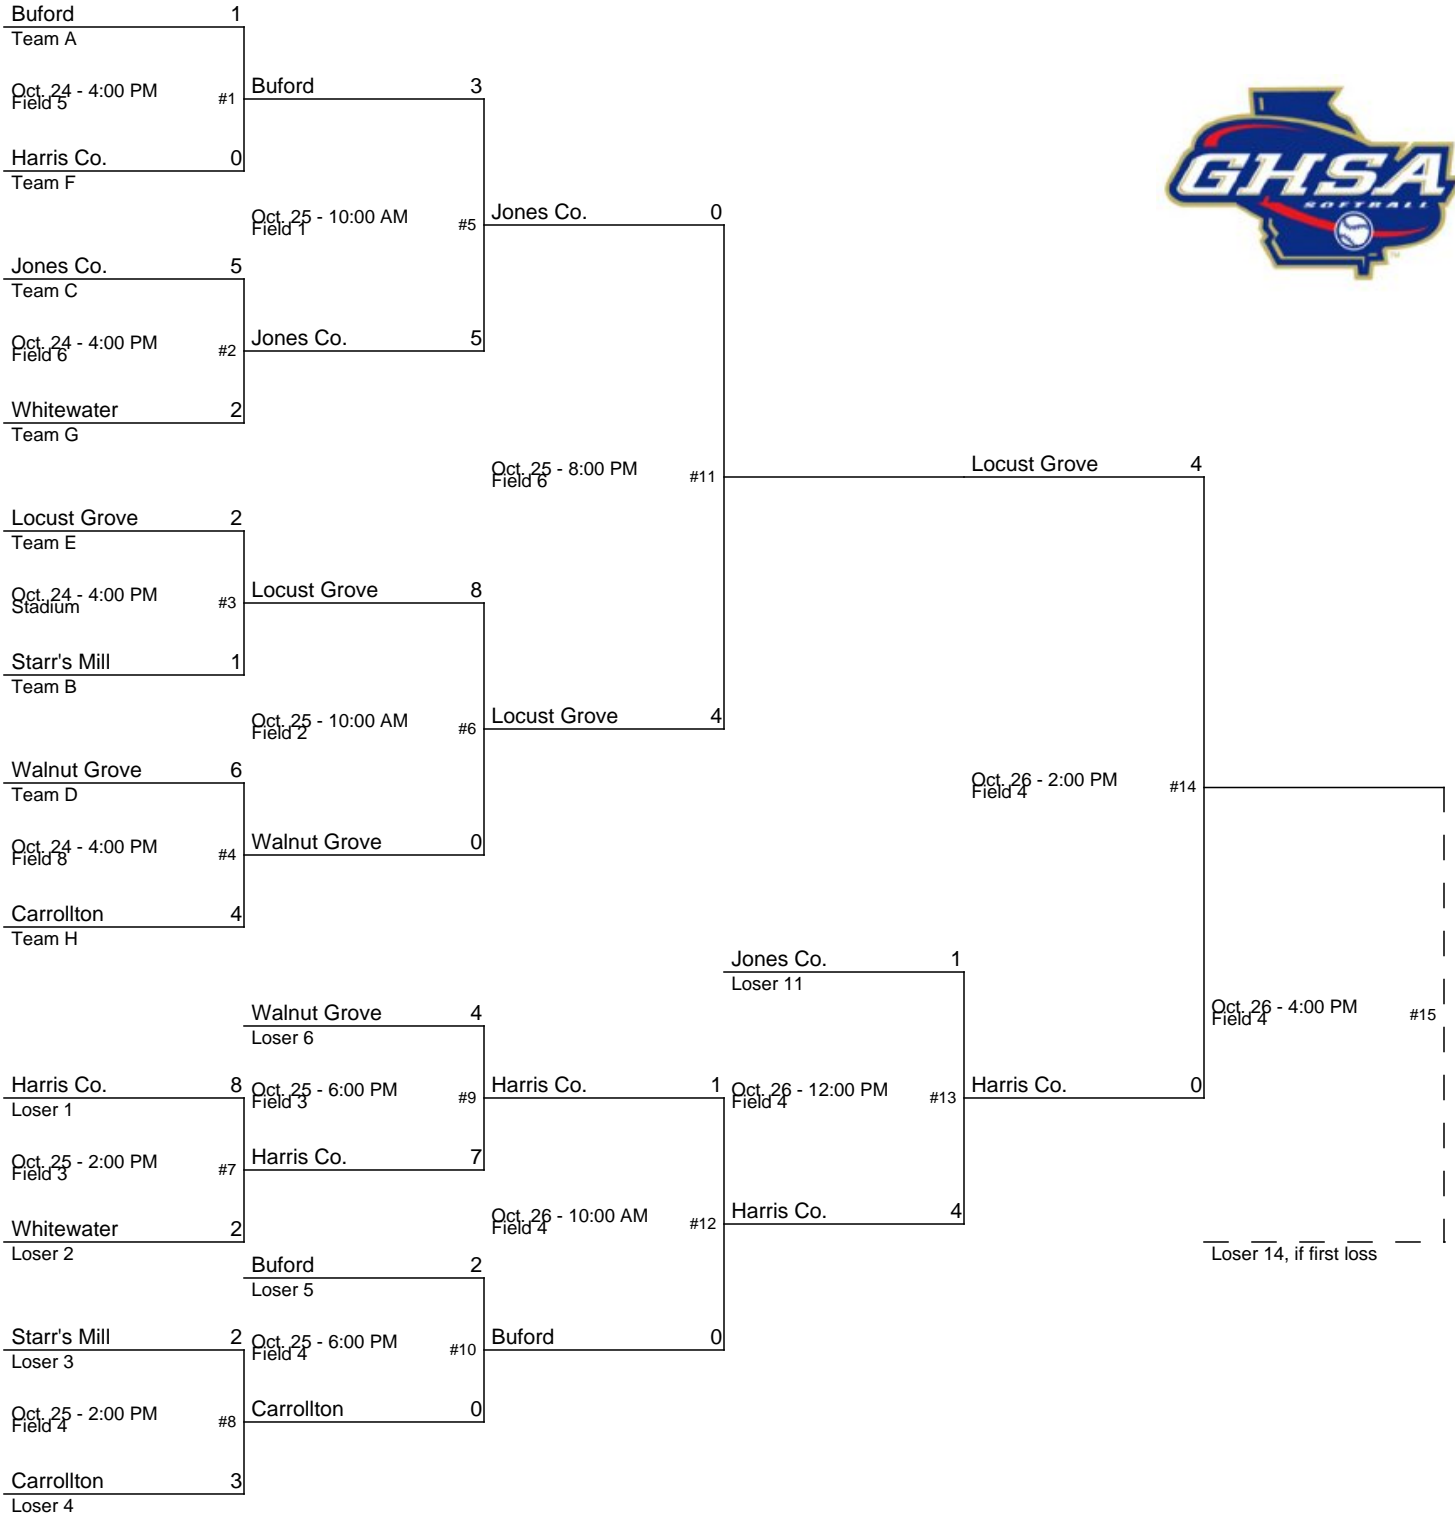 Buford 1
Team A
Oct. 24 - 4:00 PM
Field 5
#1
Harris Co. 0
Team F
Buford 3
Oct. 25 - 10:00 AM
Field 1
#5
Jones Co. 5
Team C
Oct. 24 - 4:00 PM
Field 6
#2
Jones Co. 5
Whitewater 2
Team G
Jones Co. 0
Oct. 25 - 8:00 PM
Field 6
#11
Locust Grove 2
Team E
Oct. 24 - 4:00 PM
Stadium
#3
Starr's Mill 1
Team B
Locust Grove 8
Oct. 25 - 10:00 AM
Field 2
#6
Locust Grove 4
Walnut Grove 6
Team D
Oct. 24 - 4:00 PM
Field 8
#4
Walnut Grove 0
Carrollton 4
Team H
Locust Grove 4
Oct. 26 - 2:00 PM
Field 4
#14
Walnut Grove 4
Loser 6
Harris Co. 8
Loser 1
Oct. 25 - 2:00 PM
Field 3
#7
Whitewater 2
Loser 2
Oct. 25 - 6:00 PM
Field 3
#9
Harris Co. 7
Harris Co. 1
Oct. 26 - 10:00 AM
Field 4
#12
Buford 2
Loser 5
Starr's Mill 2
Loser 3
Oct. 25 - 2:00 PM
Field 4
#8
Carrollton 3
Loser 4
Oct. 25 - 6:00 PM
Field 4
#10
Carrollton 0
Buford 0
Jones Co. 1
Loser 11
Oct. 26 - 12:00 PM
Field 4
#13
Harris Co. 4
Harris Co. 0
Oct. 26 - 4:00 PM
Field 4
#15
Loser 14, if first loss
GHSA
SOFTBALL
TM